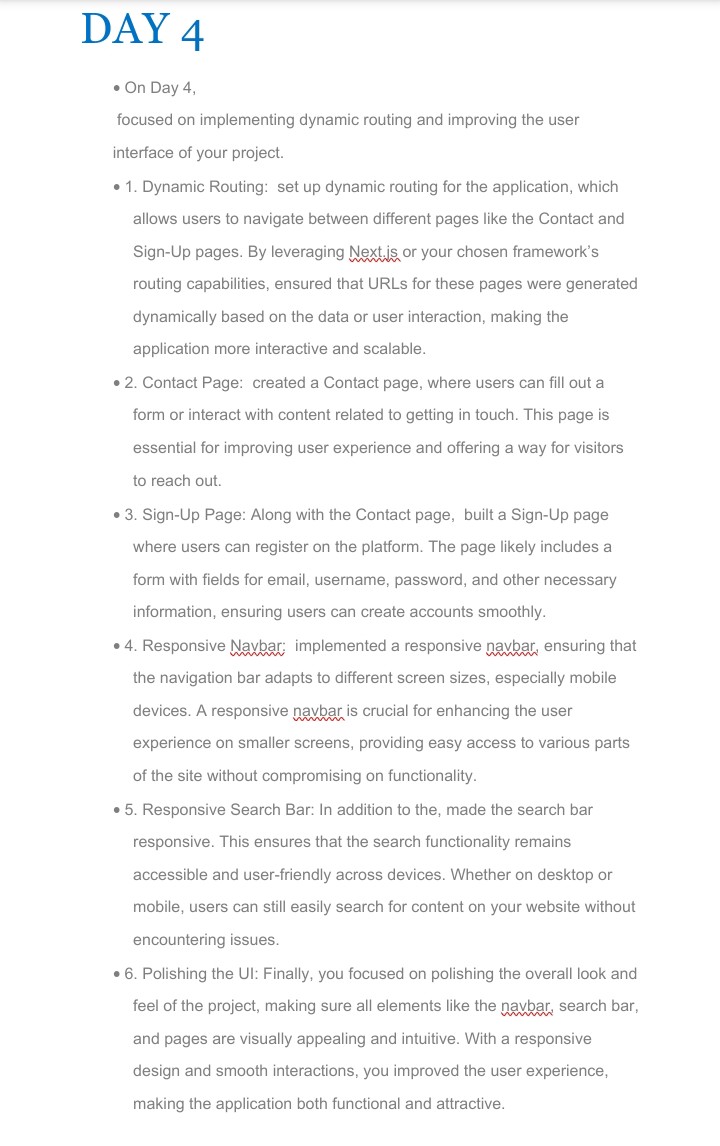 DAY 4
• On Day 4,
focused on implementing dynamic routing and improving the user
interface of your project.
• 1. Dynamic Routing:  set up dynamic routing for the application, which
allows users to navigate between different pages like the Contact and
Sign-Up pages. By leveraging Next.js or your chosen framework’s
routing capabilities, ensured that URLs for these pages were generated
dynamically based on the data or user interaction, making the
application more interactive and scalable.
• 2. Contact Page:  created a Contact page, where users can fill out a
form or interact with content related to getting in touch. This page is
essential for improving user experience and offering a way for visitors
to reach out.
• 3. Sign-Up Page: Along with the Contact page,  built a Sign-Up page
where users can register on the platform. The page likely includes a
form with fields for email, username, password, and other necessary
information, ensuring users can create accounts smoothly.
• 4. Responsive Navbar:  implemented a responsive navbar, ensuring that
the navigation bar adapts to different screen sizes, especially mobile
devices. A responsive navbar is crucial for enhancing the user
experience on smaller screens, providing easy access to various parts
of the site without compromising on functionality.
• 5. Responsive Search Bar: In addition to the, made the search bar
responsive. This ensures that the search functionality remains
accessible and user-friendly across devices. Whether on desktop or
mobile, users can still easily search for content on your website without
encountering issues.
• 6. Polishing the UI: Finally, you focused on polishing the overall look and
feel of the project, making sure all elements like the navbar, search bar,
and pages are visually appealing and intuitive. With a responsive
design and smooth interactions, you improved the user experience,
making the application both functional and attractive.